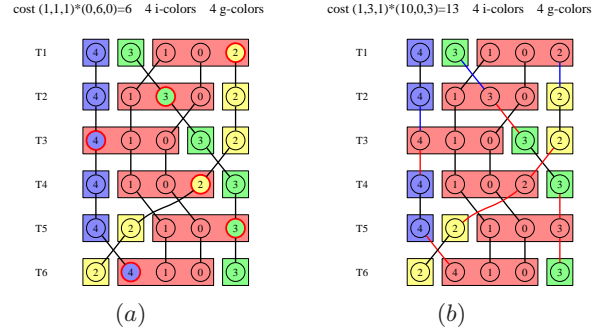 cost (1,1,1)*(0,6,0)=6 4 i-colors 4 g-colors
T1 4 3 1 0 2
T2 4 1 3 0 2
T3 4 1 0 3 2
T4 4 1 0 2 3
T5 4 2 1 0 3
T6 2 4 1 0 3
(a)
cost (1,3,1)*(10,0,3)=13 4 i-colors 4 g-colors
T1 4 3 1 0 2
T2 4 1 3 0 2
T3 4 1 0 3 2
T4 4 1 0 2 3
T5 4 2 1 0 3
T6 2 4 1 0 3
(b)